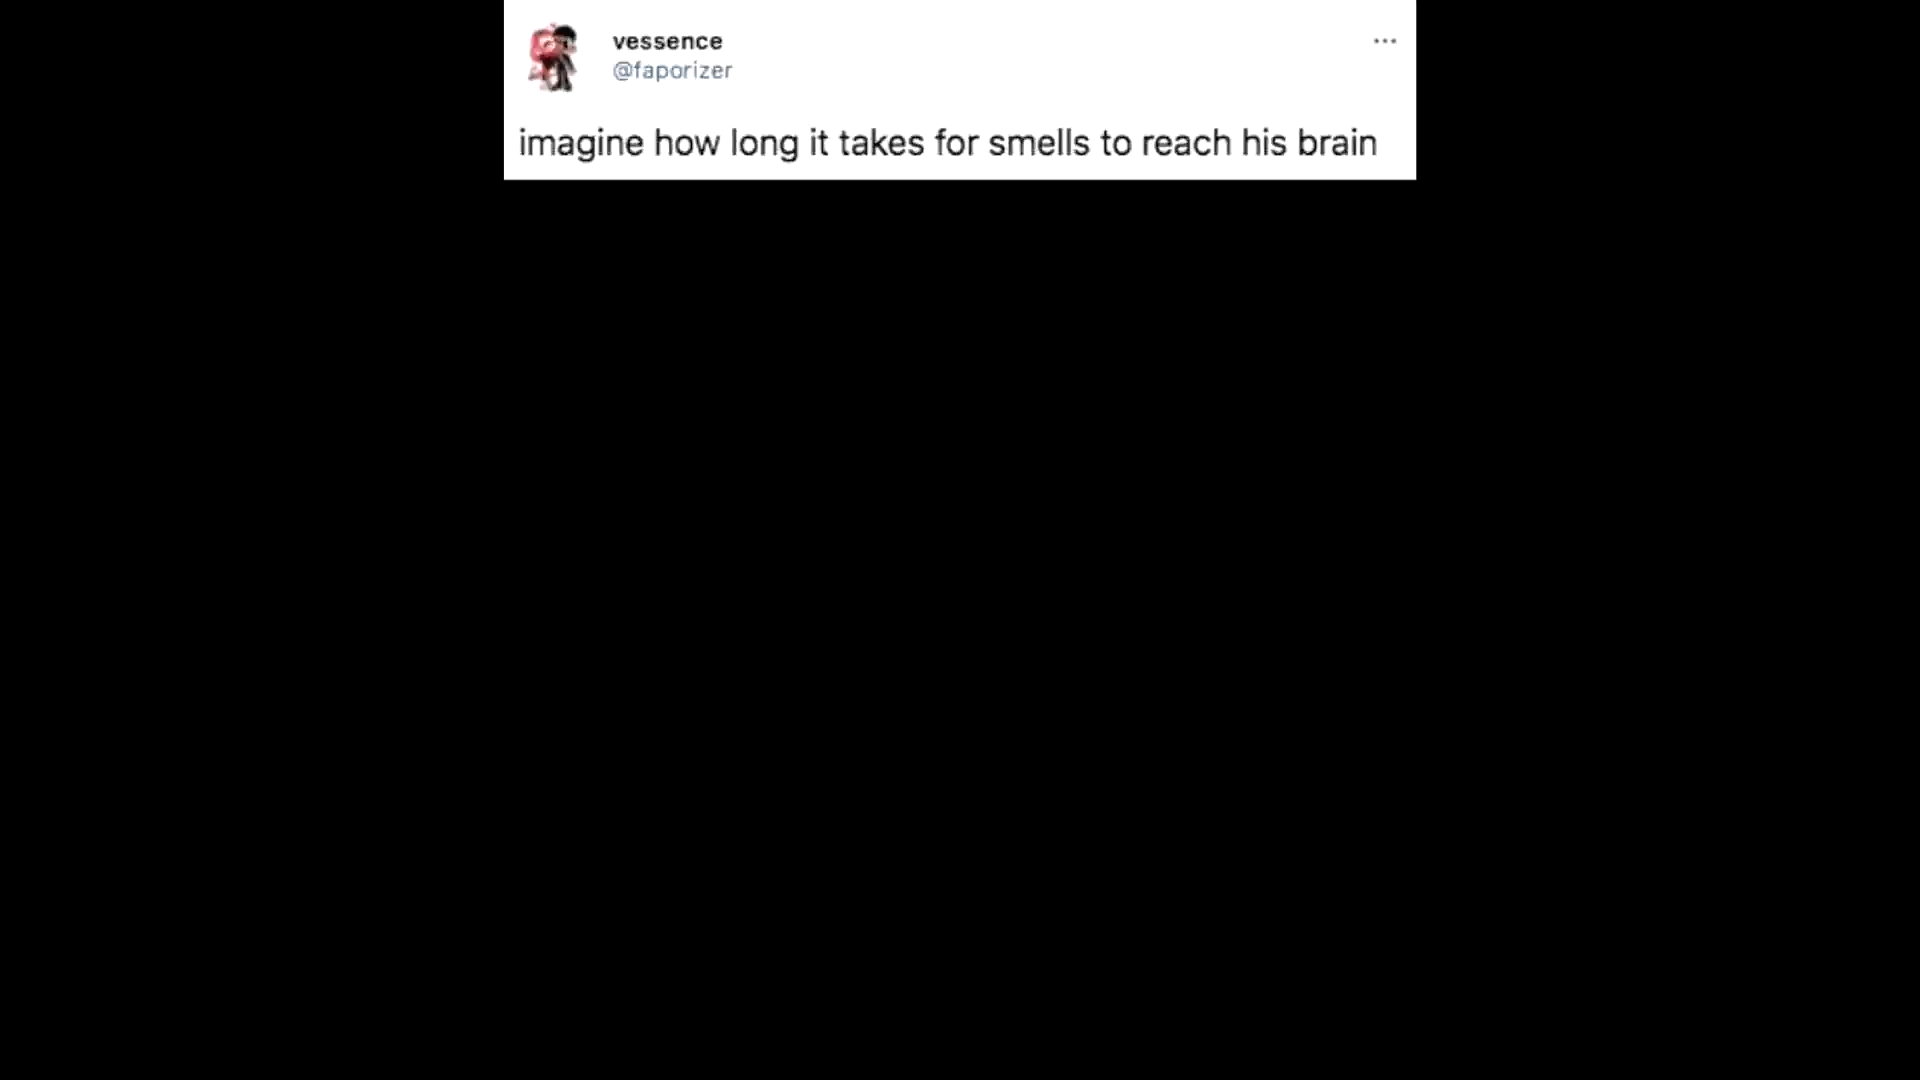 vessence
@faporizer
imagine how long it takes for smells to reach his brain